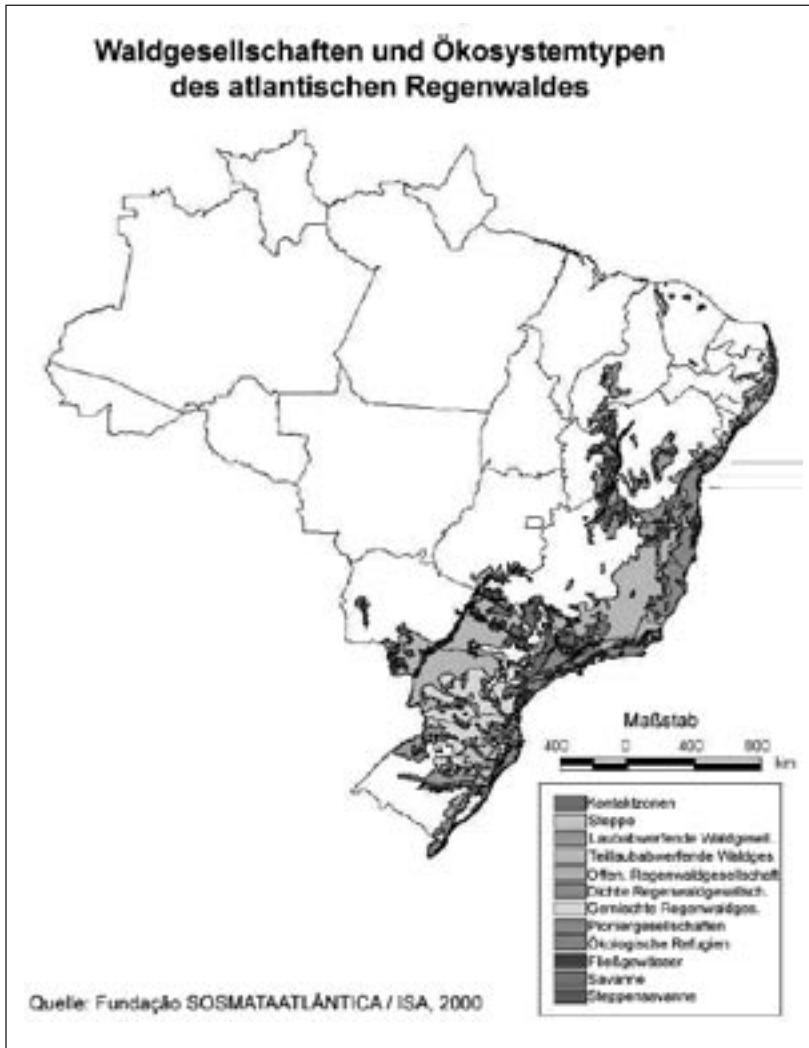 Waldgesellschaften und Ökosystemtypen
des atlantischen Regenwaldes
Maßstab
400 0 400 800
km
Kontaktzonen
Steppe
Laubabwerfende Waldgesell.
Teillaubabwerfende Waldges.
Offen. Regenwaldgesellschaft
Dichte Regenwaldgesellsch.
Gemischte Regenwaldges.
Pioniergesellschaften
Ökologische Refugien
Fließgewässer
Savanne
Steppensavanne
Quelle: Fundação SOSMATAATLÂNTICA / ISA, 2000